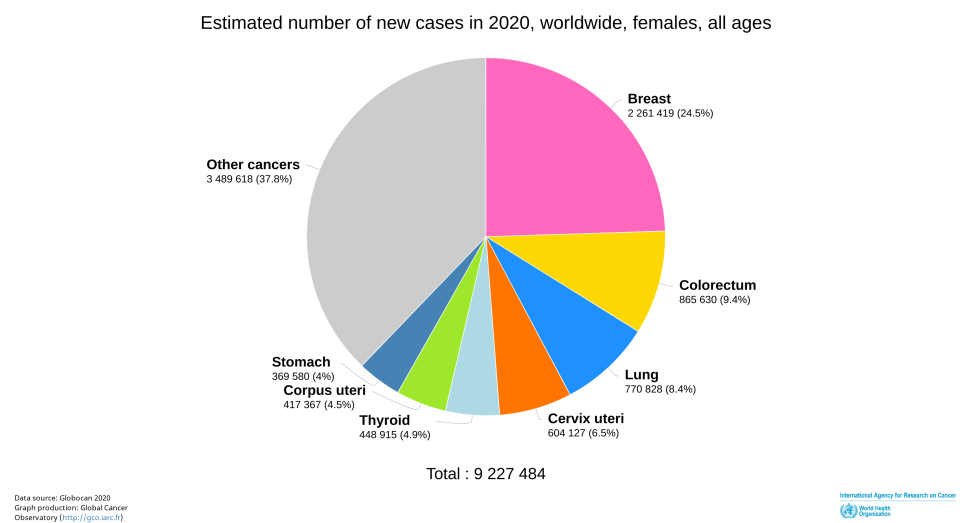 Estimated number of new cases in 2020, worldwide, females, all ages
Breast
2 261 419 (24.5%)
Other cancers
3 489 618 (37.8%)
Colorectum
865 630 (9.4%)
Stomach
369 580 (4%)
Lung
770 828 (8.4%)
Corpus uteri
417 367 (4.5%)
Thyroid
448 915 (4.9%)
Cervix uteri
604 127 (6.5%)
Total : 9 227 484
Data source: Globocan 2020
Graph production: Global Cancer
Observatory (http://gco.iarc.fr)
International Agency for Research on Cancer
World Health
Organization